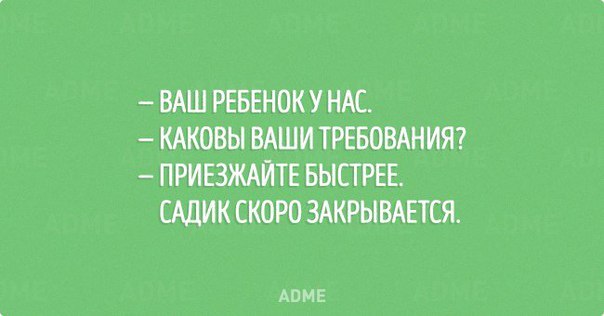 – ВАШ РЕБЕНОК У НАС.
– КАКОВЫ ВАШИ ТРЕБОВАНИЯ?
– ПРИЕЗЖАЙТЕ БЫСТРЕЕ.
САДИК СКОРО ЗАКРЫВАЕТСЯ.
ADME